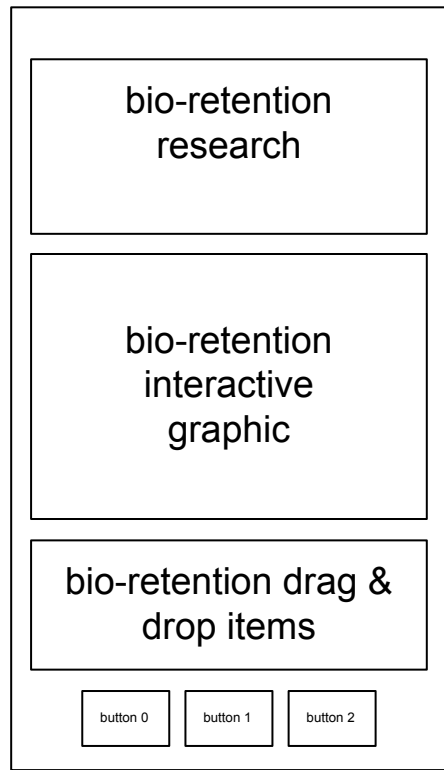 bio-retention
research
bio-retention
interactive
graphic
bio-retention drag &
drop items
button 0
button 1
button 2